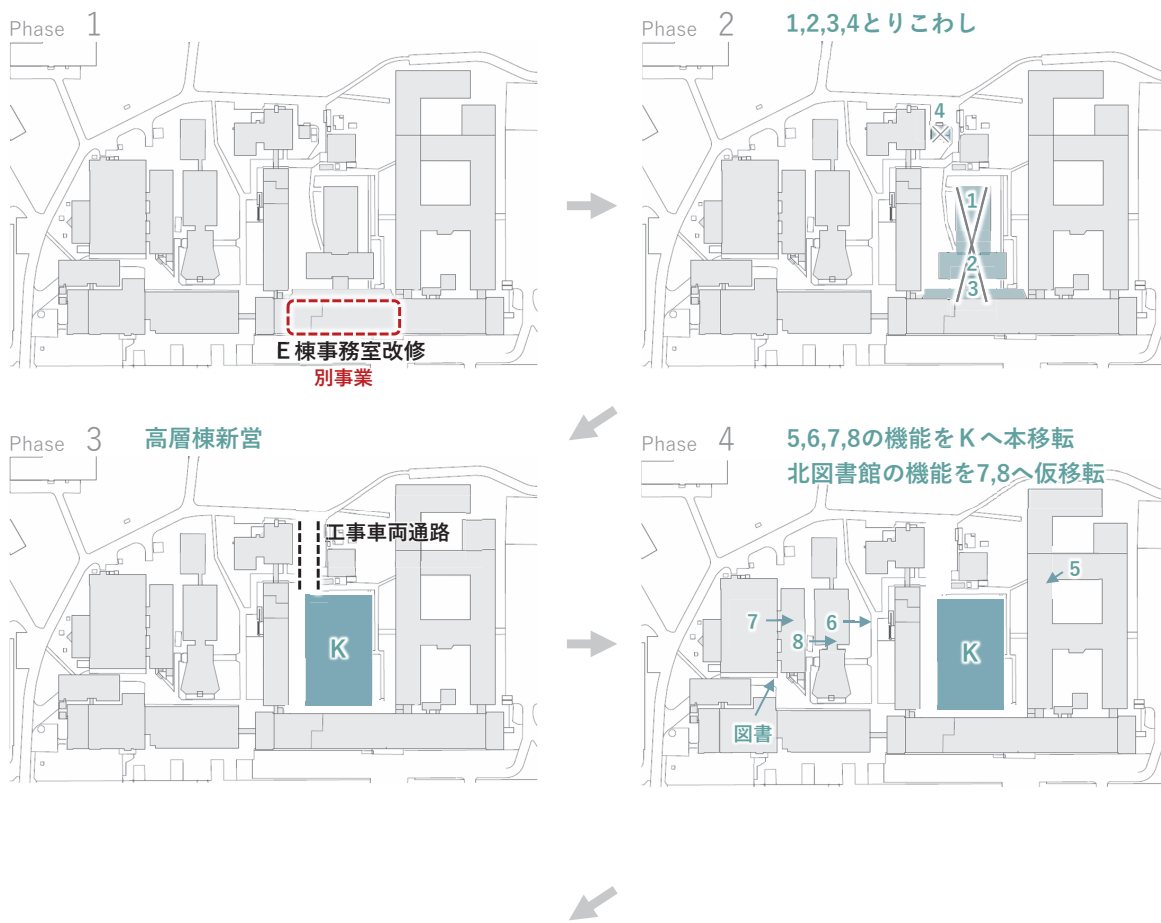 Phase 1
E棟事務室改修
別事業
Phase 2
1,2,3,4とりこわし
4
1
2
3
Phase 3
高層棟新営
工事車両通路
K
Phase 4
5,6,7,8の機能をKへ本移転
北図書館の機能を7,8へ仮移転
5
7
6
8
K
図書